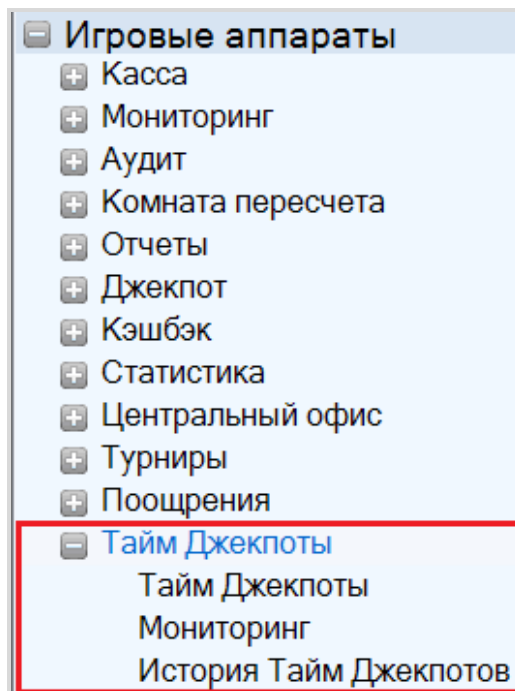 Игровые аппараты
Касса
Мониторинг
Аудит
Комната пересчета
Отчеты
Джекпот
Кэшбэк
Статистика
Центральный офис
Турниры
Поощрения
Тайм Джекпоты
Тайм Джекпоты
Мониторинг
История Тайм Джекпотов